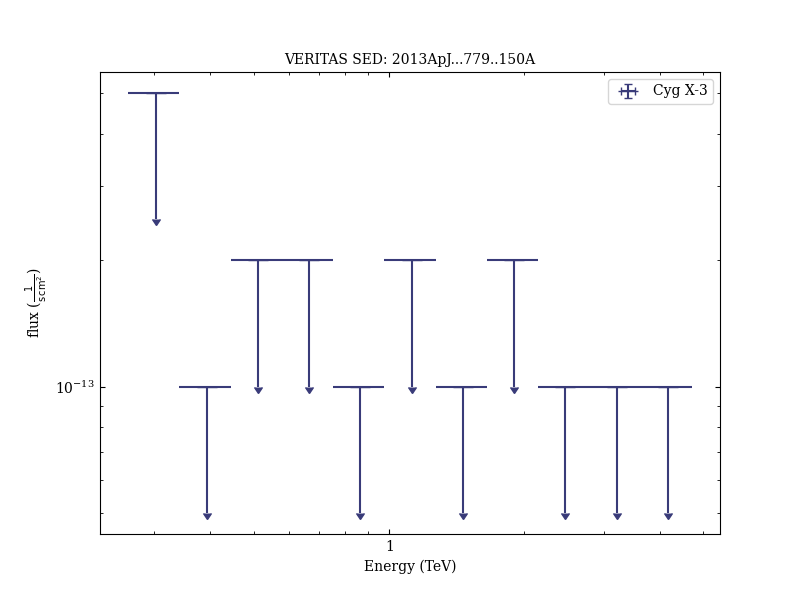 VERITAS SED: 2013ApJ...779..150A
Cyg X-3
flux (1/s cm²)
10⁻¹³
1
Energy (TeV)